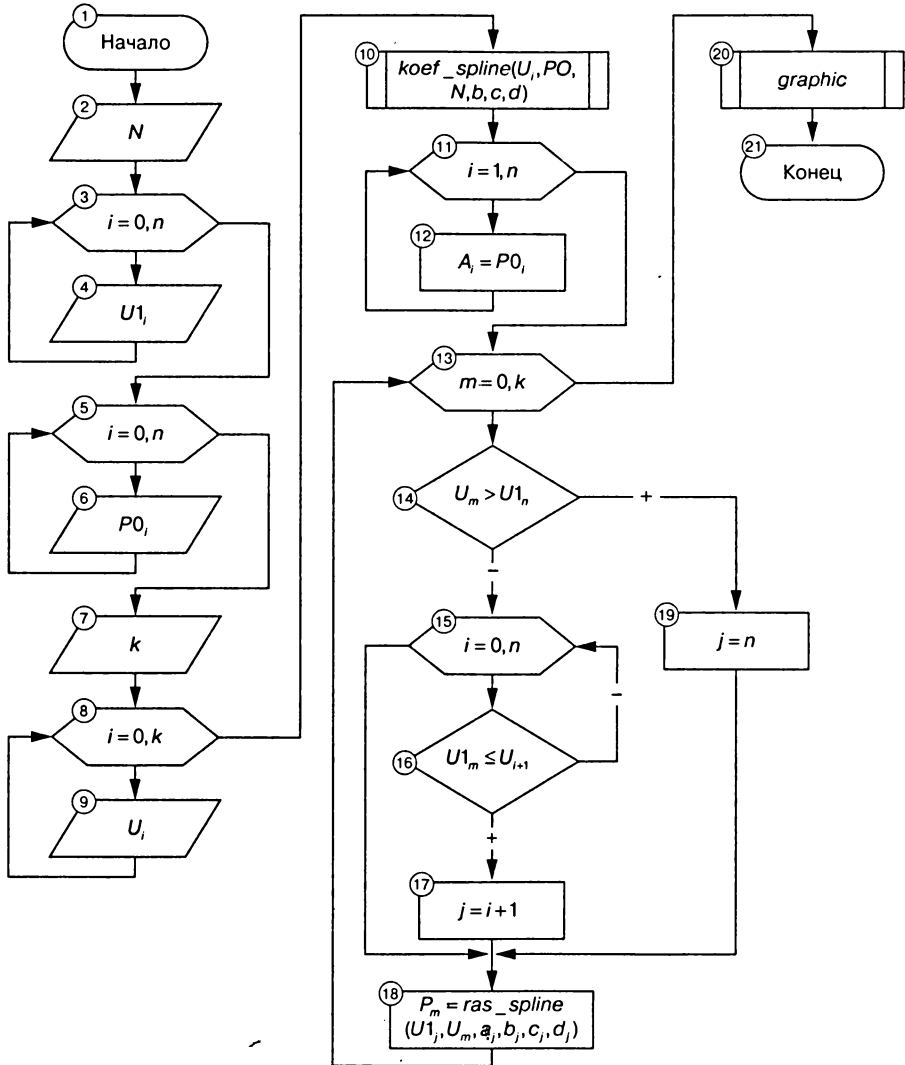 1
Начало
2
N
3
i = 0, n
4
U1i
5
i = 0, n
6
P0i
7
k
8
i = 0, k
9
Ui
10
koef_spline(Ui, PO,
N, b, c, d)
11
i = 1, n
12
Ai = P0i
13
m = 0, k
14
Um > U1n
+
−
15
i = 0, n
−
16
U1m ≤ Ui+1
+
17
j = i + 1
18
Pm = ras_spline
(U1j, Um, aj, bj, cj, dj)
19
j = n
20
graphic
21
Конец